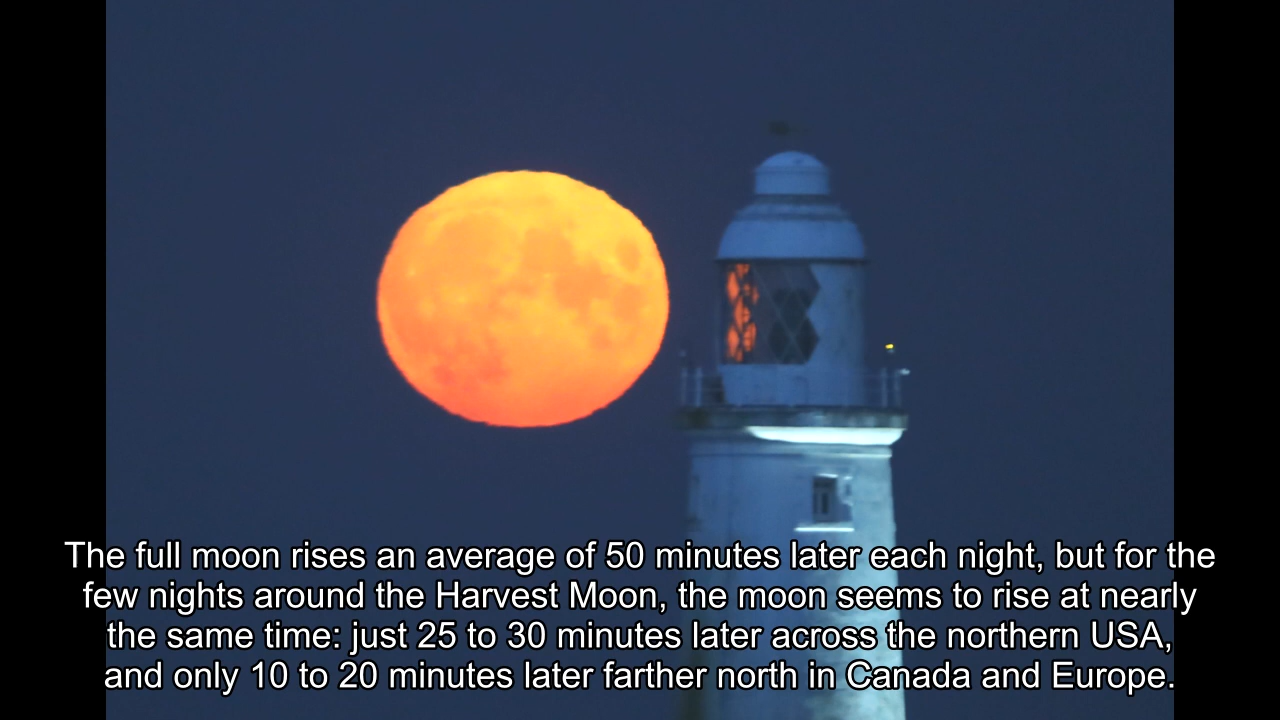 The full moon rises an average of 50 minutes later each night, but for the
few nights around the Harvest Moon, the moon seems to rise at nearly
the same time: just 25 to 30 minutes later across the northern USA,
and only 10 to 20 minutes later farther north in Canada and Europe.